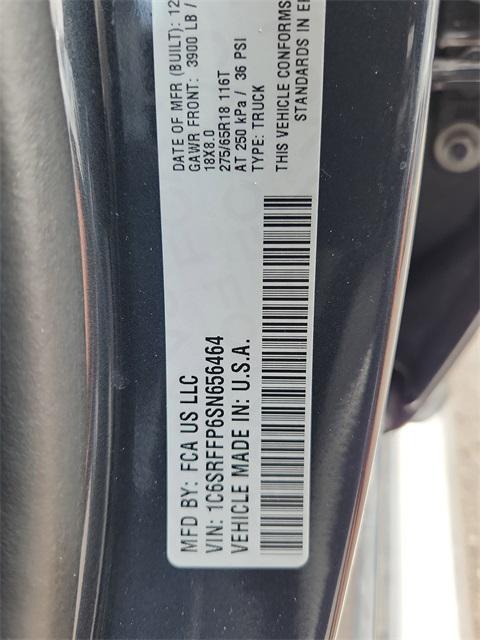 MFD BY: FCA US LLC
DATE OF MFR (BUILT): 12
GAWR FRONT: 3900 LB /
18X8.0
275/65R18 116T
AT 250 kPa / 36 PSI
VIN: 1C6SRFFP6SN656464
TYPE: TRUCK
VEHICLE MADE IN: U.S.A.
THIS VEHICLE CONFORMS
STANDARDS IN